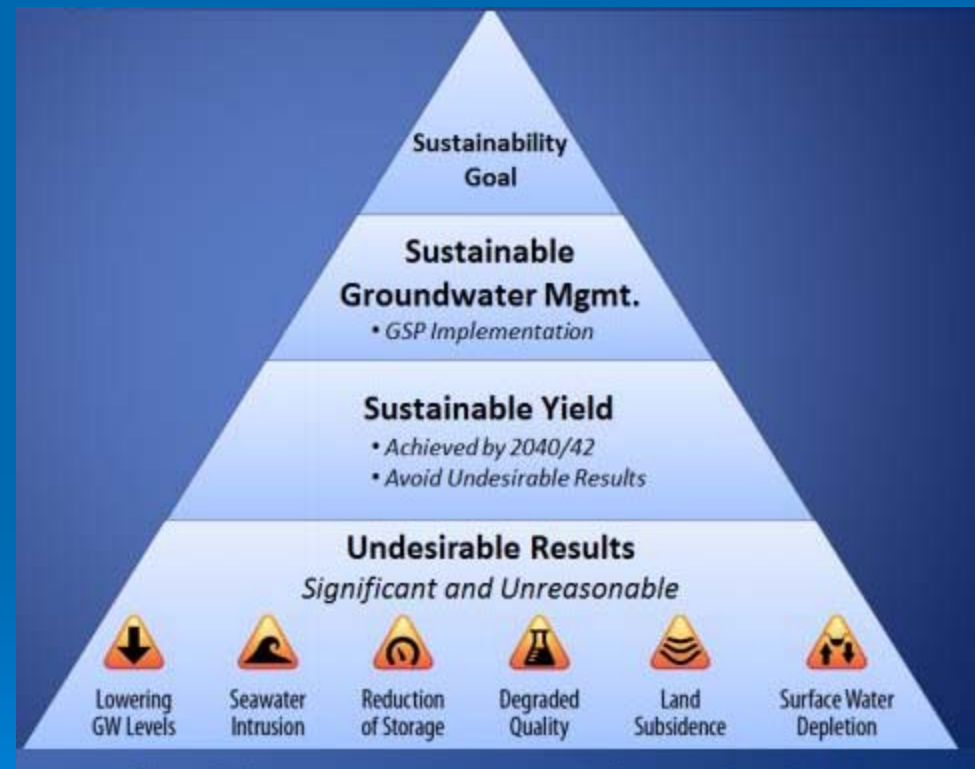 Sustainability
Goal
Sustainable
Groundwater Mgmt.
• GSP Implementation
Sustainable Yield
• Achieved by 2040/42
• Avoid Undesirable Results
Undesirable Results
Significant and Unreasonable
Lowering
GW Levels
Seawater
Intrusion
Reduction
of Storage
Degraded
Quality
Land
Subsidence
Surface Water
Depletion